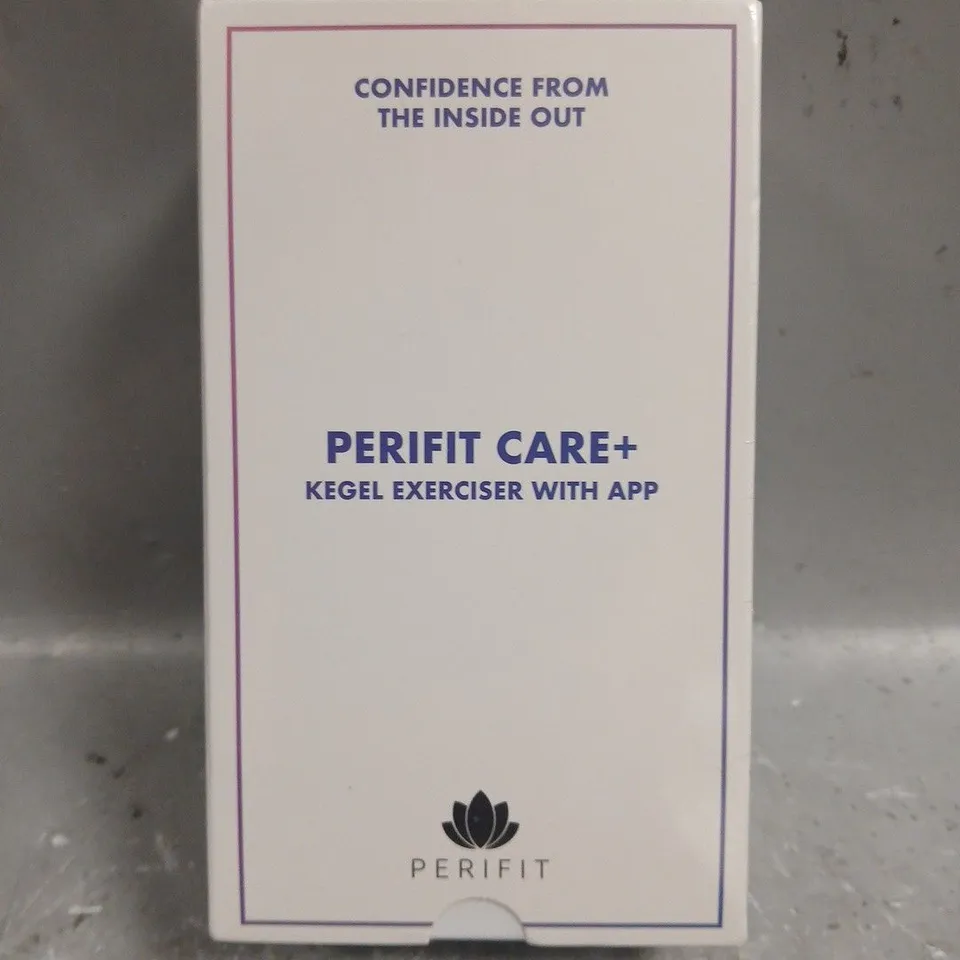 CONFIDENCE FROM
THE INSIDE OUT
PERIFIT CARE+
KEGEL EXERCISER WITH APP
PERIFIT